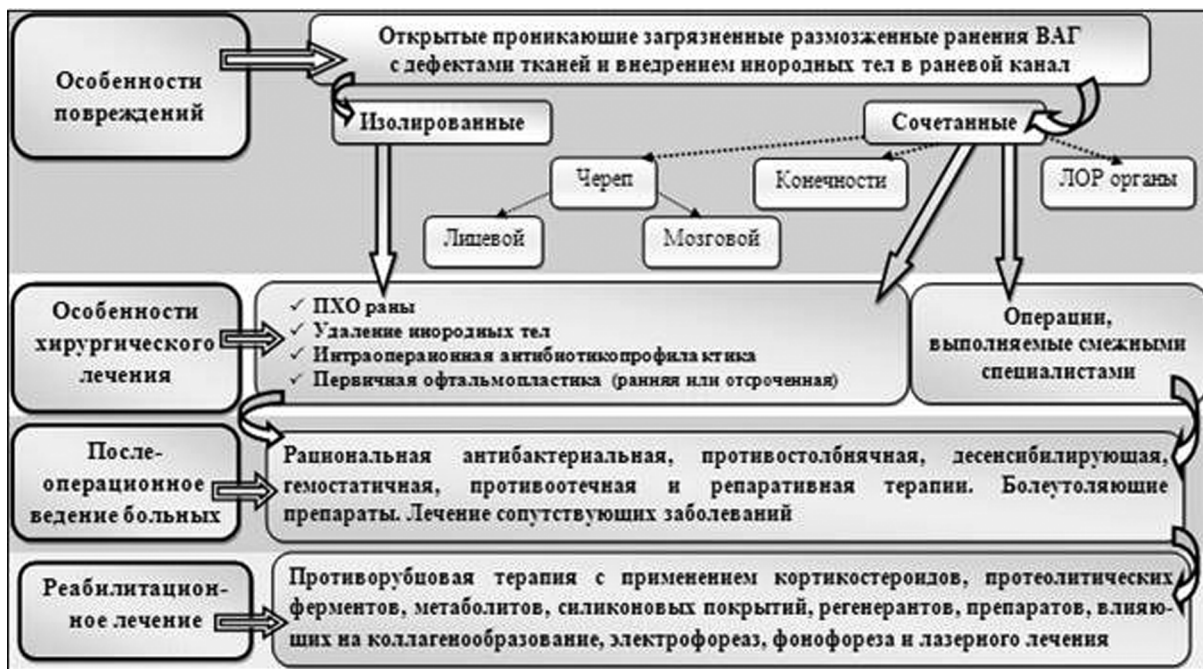 Особенности
повреждений
Открытые проникаюшие загрязненные размозженные ранения ВАГ
с дефектами тканей и внедрением инородных тел в раневой канал
Изолированные
Сочетанные
Череп
Конечности
ЛОР органы
Лицевой
Мозговой
Особенности
хирургического
лечения
✓ ПХО раны
✓ Удаление инородных тел
✓ Интраопераионная антибиотикопрофилактика
✓ Первичная офтальмопластика (ранняя или отсроченная)
Операции,
выполняемые смежными
специалистами
После-
операционное
ведение больных
Рациональная антибактериальная, противостолбнячная, десенсибилирующая,
гемостатичная, противоотечная и репаративная терапии. Болеутоляющие
препараты. Лечение сопутствующих заболеваний
Реабилитацион-
ное лечение
Противорубцовая терапия с применением кортикостероидов, протеолитических
ферментов, метаболитов, силиконовых покрытий, регенерантов, препаратов, влияю-
щих на коллагенообразование, электрофореаз, фонофореза и лазерного лечения